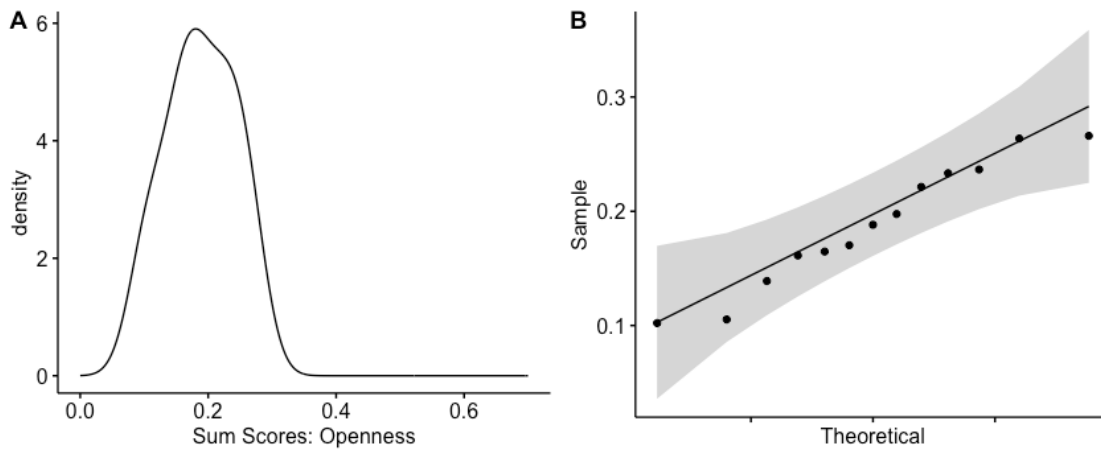 A
6
4
2
0
density
0.0 0.2 0.4 0.6
Sum Scores: Openness
B
0.3
0.2
0.1
Sample
Theoretical